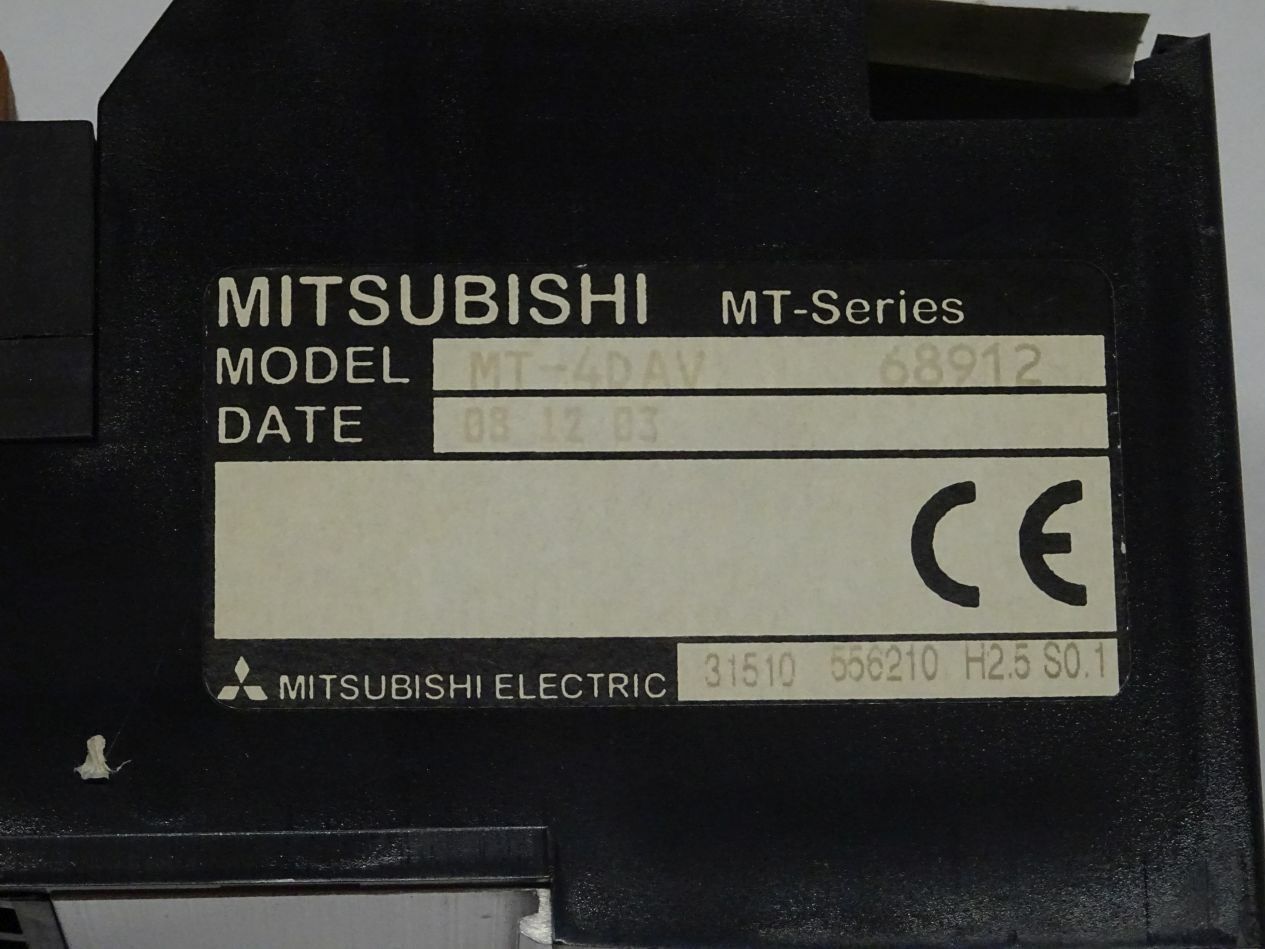 MITSUBISHI MT-Series
MODEL MT-4DAV 68912
DATE 08 12 03
CE
MITSUBISHI ELECTRIC 31510 556210 H2.5 S0.1